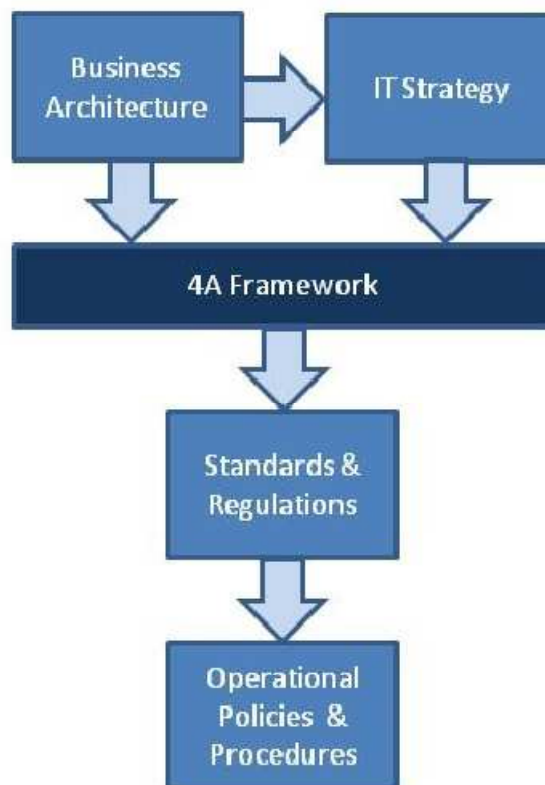 Business
Architecture
IT Strategy
4A Framework
Standards &
Regulations
Operational
Policies &
Procedures